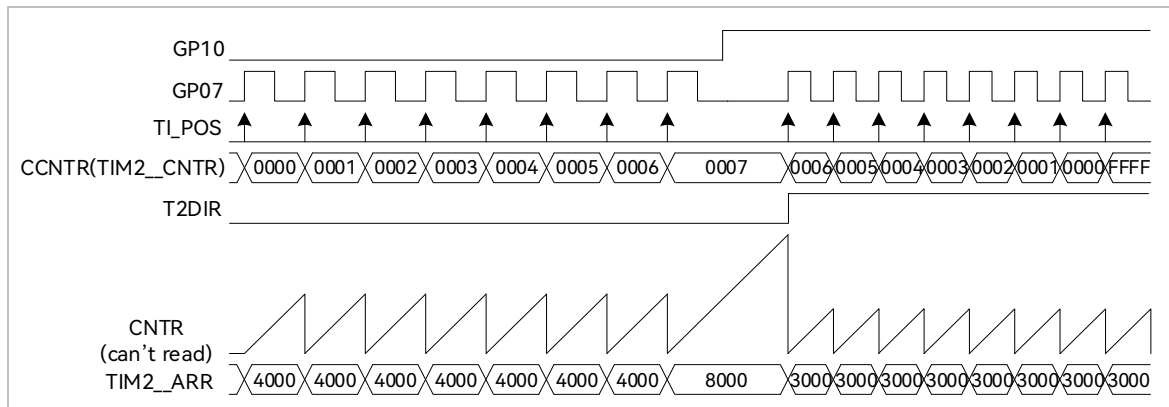 GP10
GP07
TI_POS
CCNTR(TIM2__CNTR) 0000 0001 0002 0003 0004 0005 0006 0007 0006 0005 0004 0003 0002 0001 0000 FFFF
T2DIR
CNTR
(can't read)
TIM2__ARR 4000 4000 4000 4000 4000 4000 4000 8000 3000 3000 3000 3000 3000 3000 3000 3000